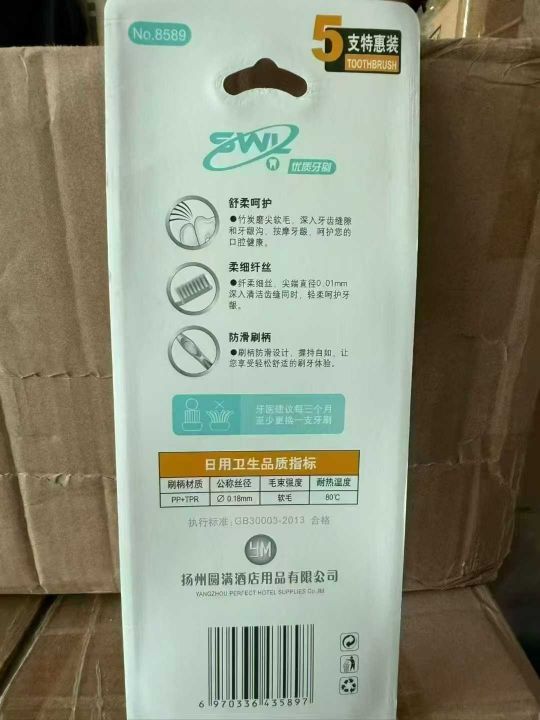 No.8589
5支特惠装
TOOTHBRUSH
SWL
优质牙刷
舒柔呵护
●竹炭磨尖软毛，深入牙齿缝隙
和牙龈沟，按摩牙龈，呵护您的
口腔健康。
柔细纤丝
●纤柔细丝，尖端直径0.01mm
深入清洁齿缝同时，轻柔呵护牙
龈。
防滑刷柄
●刷柄防滑设计，握持自如，让
您享受轻松舒适的刷牙体验。
牙医建议每三个月
至少更换一支牙刷
日用卫生品质指标
刷柄材质 公称丝径 毛束强度 耐热温度
PP+TPR ∅ 0.18mm 软毛 80℃
执行标准:GB30003-2013 合格
YM
扬州圆满酒店用品有限公司
YANGZHOU PERFECT HOTEL SUPPLIES Co.,ltd
6 970336 435897